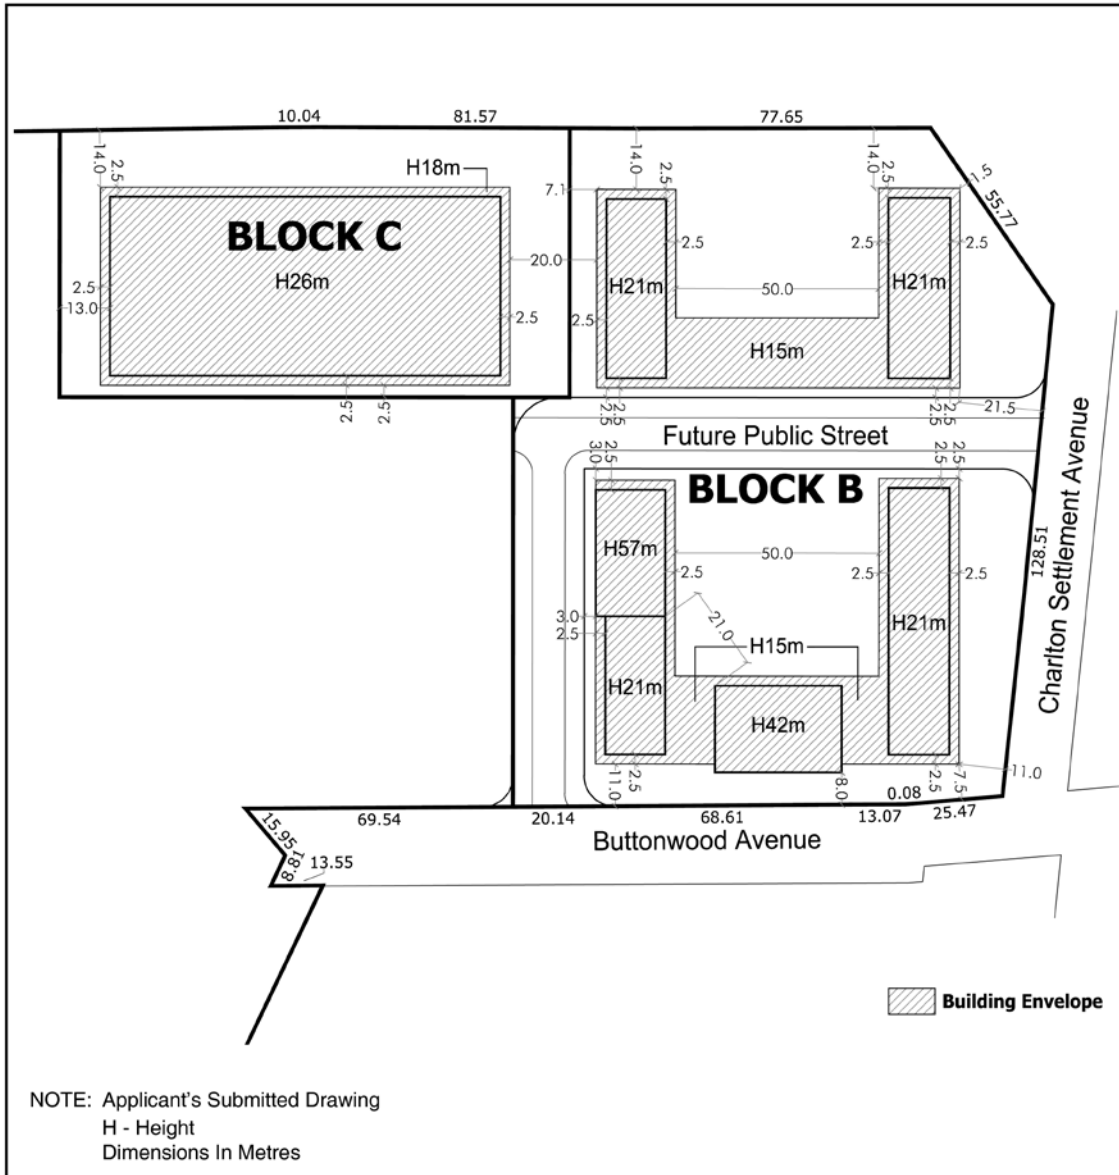 10.04 81.57 77.65
14.0 2.5 H18m 7.1 14.0 2.5 14.0 2.5 1.5
55.77
BLOCK C
H26m
2.5
13.0
2.5
20.0
2.5 2.5
2.5 2.5 2.5
H21m 50.0 H21m
2.5
H15m
2.5 2.5 2.5 2.5 21.5
Future Public Street
3.0 2.5 2.5 2.5
BLOCK B
H57m 50.0
2.5 2.5 2.5
128.51
Charlton Settlement Avenue
3.0
2.5
21.0
H15m
H21m
H21m
H42m
11.0 2.5 8.0 2.5 7.5 11.0
0.08
69.54 20.14 68.61 13.07 25.47
15.95
8.81
13.55
Buttonwood Avenue
Building Envelope
NOTE: Applicant's Submitted Drawing
H - Height
Dimensions In Metres